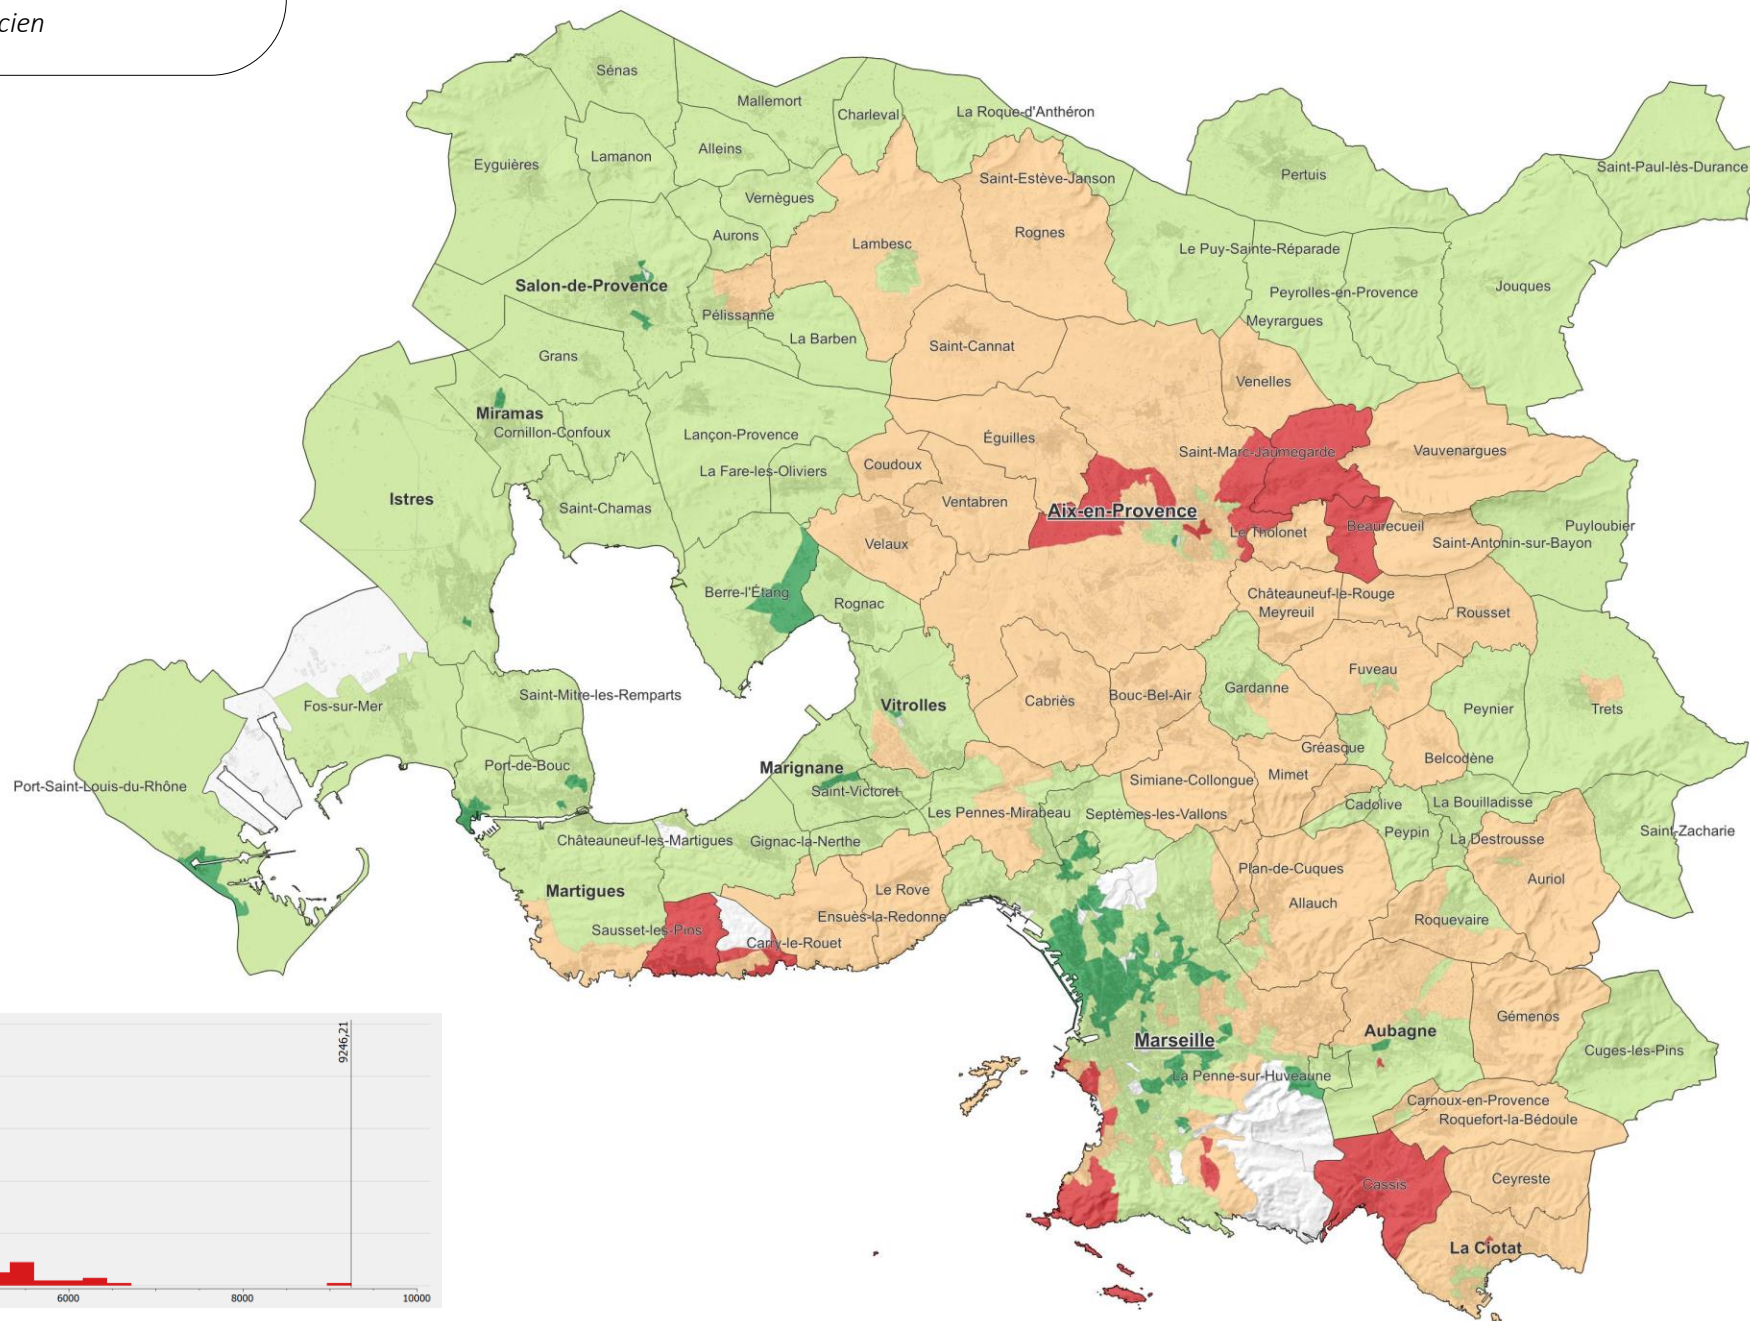 cien
Sénas
Mallemort
Charleval
La Roque-d'Anthéron
Alleins
Lamanon
Eyguières
Saint-Paul-lès-Durance
Pertuis
Saint-Estève-Janson
Vernègues
Aurons
Lambesc
Rognes
Le Puy-Sainte-Réparade
Salon-de-Provence
Peyrolles-en-Provence
Jouques
Pélissanne
Meyrargues
La Barben
Saint-Cannat
Grans
Venelles
Miramas
Cornillon-Confoux
Lançon-Provence
Éguilles
Saint-Marc-Jaumegarde
Vauvenargues
Coudoux
La Fare-les-Oliviers
Istres
Ventabren
Saint-Chamas
Aix-en-Provence
Beaurecueil
Puyloubier
Le Tholonet
Velaux
Saint-Antonin-sur-Bayon
Berre-l'Étang
Rognac
Châteauneuf-le-Rouge
Meyreuil
Rousset
Fuveau
Gardanne
Saint-Mitre-les-Remparts
Fos-sur-Mer
Bouc-Bel-Air
Cabriès
Vitrolles
Peynier
Trets
Gréasque
Belcodène
Port-de-Bouc
Marignane
Mimet
Simiane-Collongue
Port-Saint-Louis-du-Rhône
Saint-Victoret
Cadolive
La Bouilladisse
Les Pennes-Mirabeau
Septèmes-les-Vallons
Peypin
La Destrousse
Saint-Zacharie
Châteauneuf-les-Martigues
Gignac-la-Nerthe
Plan-de-Cuques
Auriol
Martigues
Le Rove
Allauch
Ensuès-la-Redonne
Roquevaire
Sausset-les-Pins
Carry-le-Rouet
Gémenos
Aubagne
Marseille
Cuges-les-Pins
La Penne-sur-Huveaune
Carnoux-en-Provence
Roquefort-la-Bédoule
Cassis
Ceyreste
La Ciotat
9246,21
6000
8000
10000